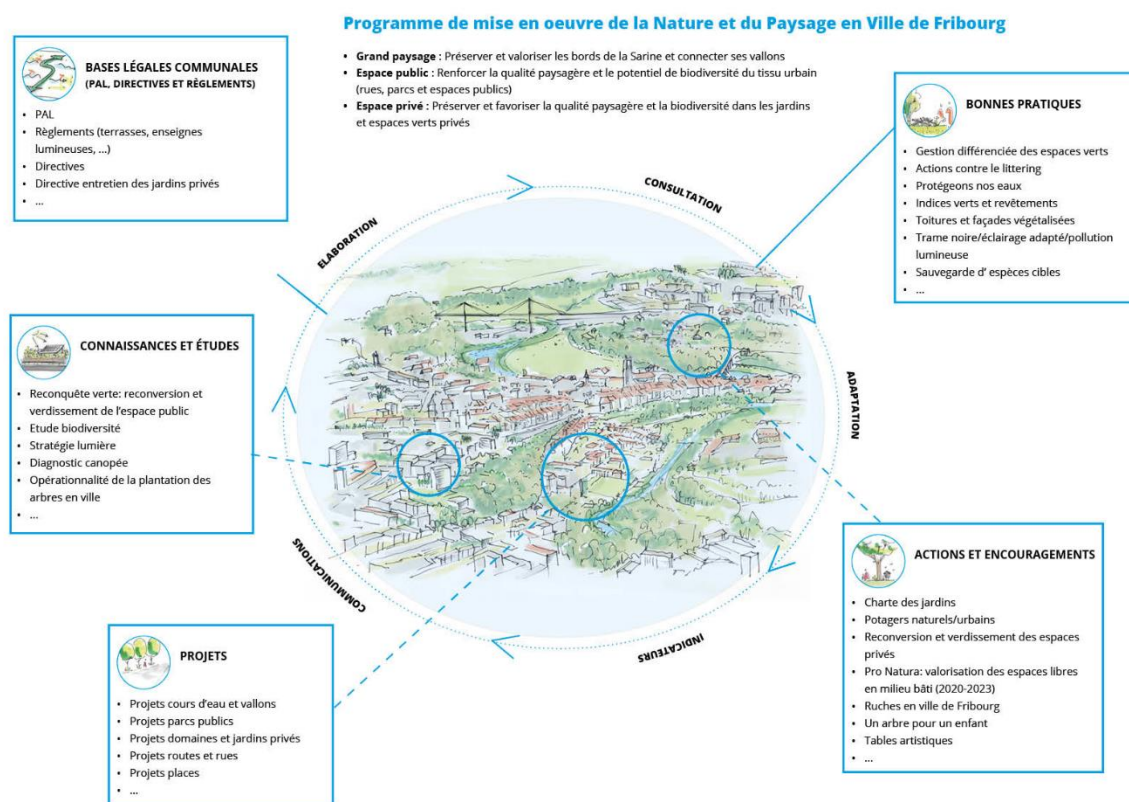 Programme de mise en oeuvre de la Nature et du Paysage en Ville de Fribourg
• Grand paysage : Préserver et valoriser les bords de la Sarine et connecter ses vallons
• Espace public : Renforcer la qualité paysagère et le potentiel de biodiversité du tissu urbain
(rues, parcs et espaces publics)
• Espace privé : Préserver et favoriser la qualité paysagère et la biodiversité dans les jardins
et espaces verts privés
BASES LÉGALES COMMUNALES
(PAL, DIRECTIVES ET RÈGLEMENTS)
• PAL
• Règlements (terrasses, enseignes
lumineuses, ...)
• Directives
• Directive entretien des jardins privés
• ...
BONNES PRATIQUES
• Gestion différenciée des espaces verts
• Actions contre le littering
• Protégeons nos eaux
• Indices verts et revêtements
• Toitures et façades végétalisées
• Trame noire/éclairage adapté/pollution
lumineuse
• Sauvegarde d' espèces cibles
• ...
ELABORATION
CONSULTATION
ADAPTATION
INDICATEURS
COMMUNICATIONS
CONNAISSANCES ET ÉTUDES
• Reconquête verte: reconversion et
verdissement de l'espace public
• Etude biodiversité
• Stratégie lumière
• Diagnostic canopée
• Opérationnalité de la plantation des
arbres en ville
• ...
ACTIONS ET ENCOURAGEMENTS
• Charte des jardins
• Potagers naturels/urbains
• Reconversion et verdissement des espaces
privés
• Pro Natura: valorisation des espaces libres
en milieu bâti (2020-2023)
• Ruches en ville de Fribourg
• Un arbre pour un enfant
• Tables artistiques
• ...
PROJETS
• Projets cours d'eau et vallons
• Projets parcs publics
• Projets domaines et jardins privés
• Projets routes et rues
• Projets places
• ...